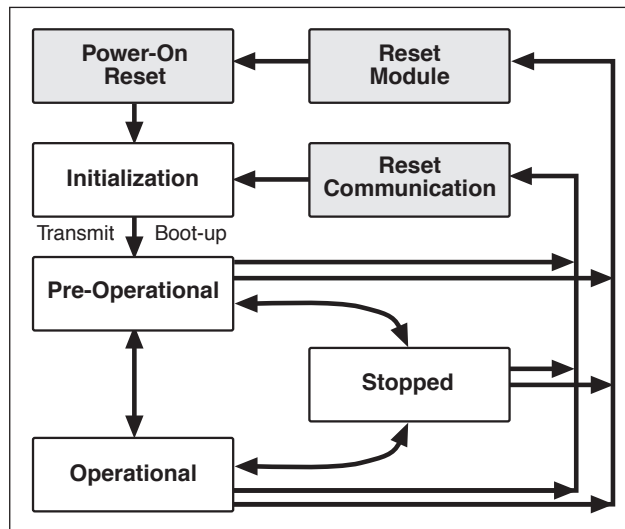 Power-On
Reset
Reset
Module
Initialization
Reset
Communication
Transmit Boot-up
Pre-Operational
Stopped
Operational